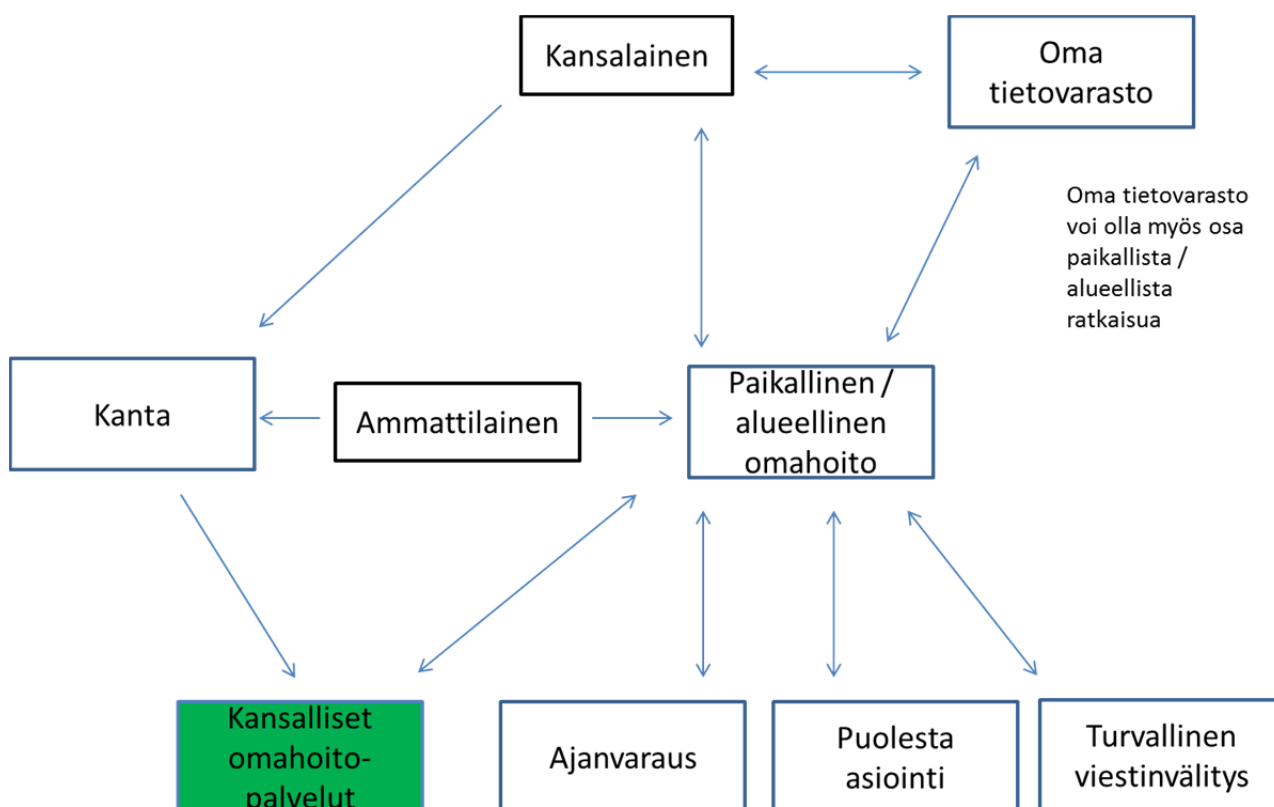 Kansalainen
Oma
tietovarasto
Oma tietovarasto
voi olla myös osa
paikallista /
alueellista
ratkaisua
Kanta
Ammattilainen
Paikallinen /
alueellinen
omahoito
Kansalliset
omahoito-
palvelut
Ajanvaraus
Puolesta
asiointi
Turvallinen
viestinvälitys